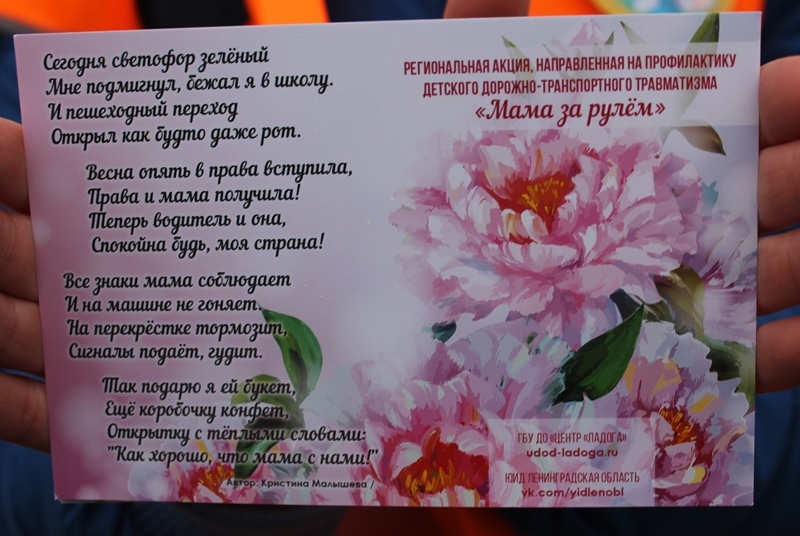 Сегодня светофор зелёный
Мне подмигнул, бежал я в школу.
И пешеходный переход
Открыл как будто даже рот.
Весна опять в права вступила,
Права и мама получила!
Теперь водитель и она,
Спокойна будь, моя страна!
Все знаки мама соблюдает
И на машине не гоняет.
На перекрёстке тормозит,
Сигналы подаёт, гудит.
Так подарю я ей букет,
Ещё коробочку конфет,
Открытку с тёплыми словами:
"Как хорошо, что мама с нами!"
Автор: Кристина Малышева /
РЕГИОНАЛЬНАЯ АКЦИЯ, НАПРАВЛЕННАЯ НА ПРОФИЛАКТИКУ
ДЕТСКОГО ДОРОЖНО-ТРАНСПОРТНОГО ТРАВМАТИЗМА
«Мама за рулём»
ГБУ ДО «ЦЕНТР «ЛАДОГА»
udod-ladoga.ru
ЮИД ЛЕНИНГРАДСКАЯ ОБЛАСТЬ
vk.com/yidlenobl